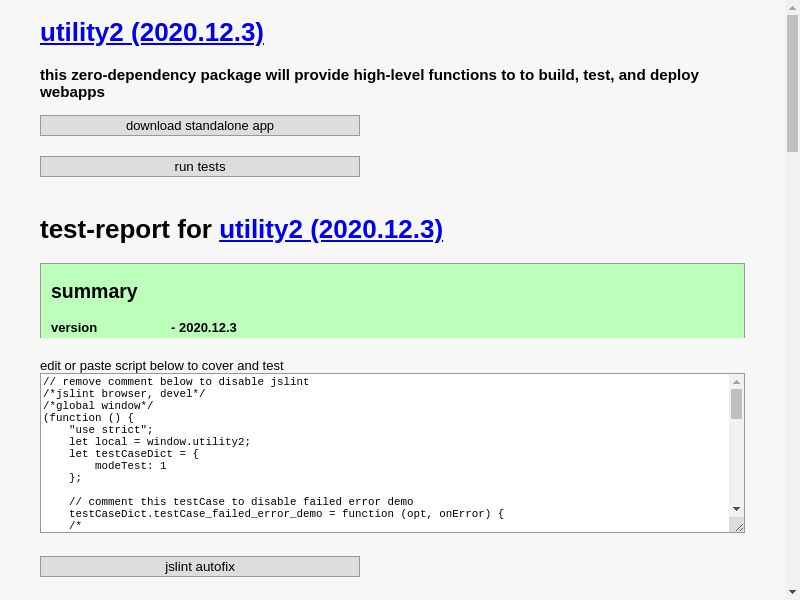 utility2 (2020.12.3)
this zero-dependency package will provide high-level functions to to build, test, and deploy
webapps
download standalone app
run tests
test-report for utility2 (2020.12.3)
summary
version - 2020.12.3
edit or paste script below to cover and test
// remove comment below to disable jslint
/*jslint browser, devel*/
/*global window*/
(function () {
    "use strict";
    let local = window.utility2;
    let testCaseDict = {
        modeTest: 1
    };

    // comment this testCase to disable failed error demo
    testCaseDict.testCase_failed_error_demo = function (opt, onError) {
    /*
jslint autofix